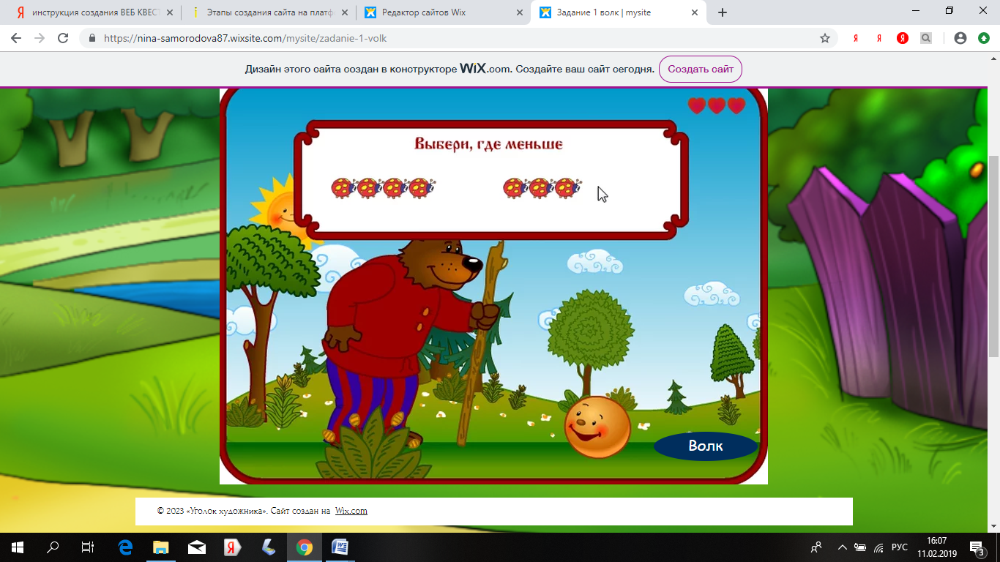 инструкция создания ВЕБ КВЕСТ
Этапы создания сайта на платф
Редактор сайтов Wix
Задание 1 волк | mysite
https://nina-samorodova87.wixsite.com/mysite/zadanie-1-volk
Дизайн этого сайта создан в конструкторе WiX.com. Создайте ваш сайт сегодня. Создать сайт
Выбери, где меньше
Волк
© 2023 «Уголок художника». Сайт создан на Wix.com
16:07
РУС
11.02.2019
3